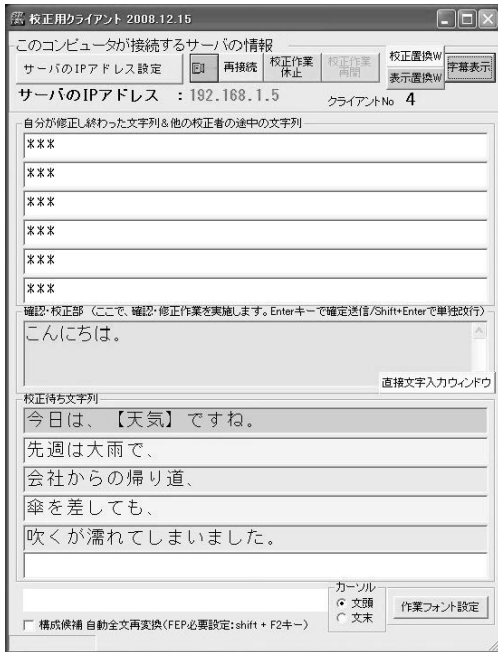 校正用クライアント 2008.12.15
このコンピュータが接続するサーバの情報
サーバのIPアドレス設定 再接続 校正作業休止 校正作業再開 校正置換W 字幕表示
表示置換W
サーバのIPアドレス : 192.168.1.5 クライアントNo 4
自分が修正し終わった文字列&他の校正者の途中の文字列
***
***
***
***
***
***
確認・校正部 (ここで、確認・修正作業を実施します。Enterキーで確定送信/Shift+Enterで単独改行)
こんにちは。
直接文字入力ウィンドウ
校正待ち文字列
今日は、【天気】ですね。
先週は大雨で、
会社からの帰り道、
傘を差しても、
吹くが濡れてしまいました。
カーソル
文頭
文末
作業フォント設定
構成候補 自動全文再変換(FEP必要設定:shift + F2キー)